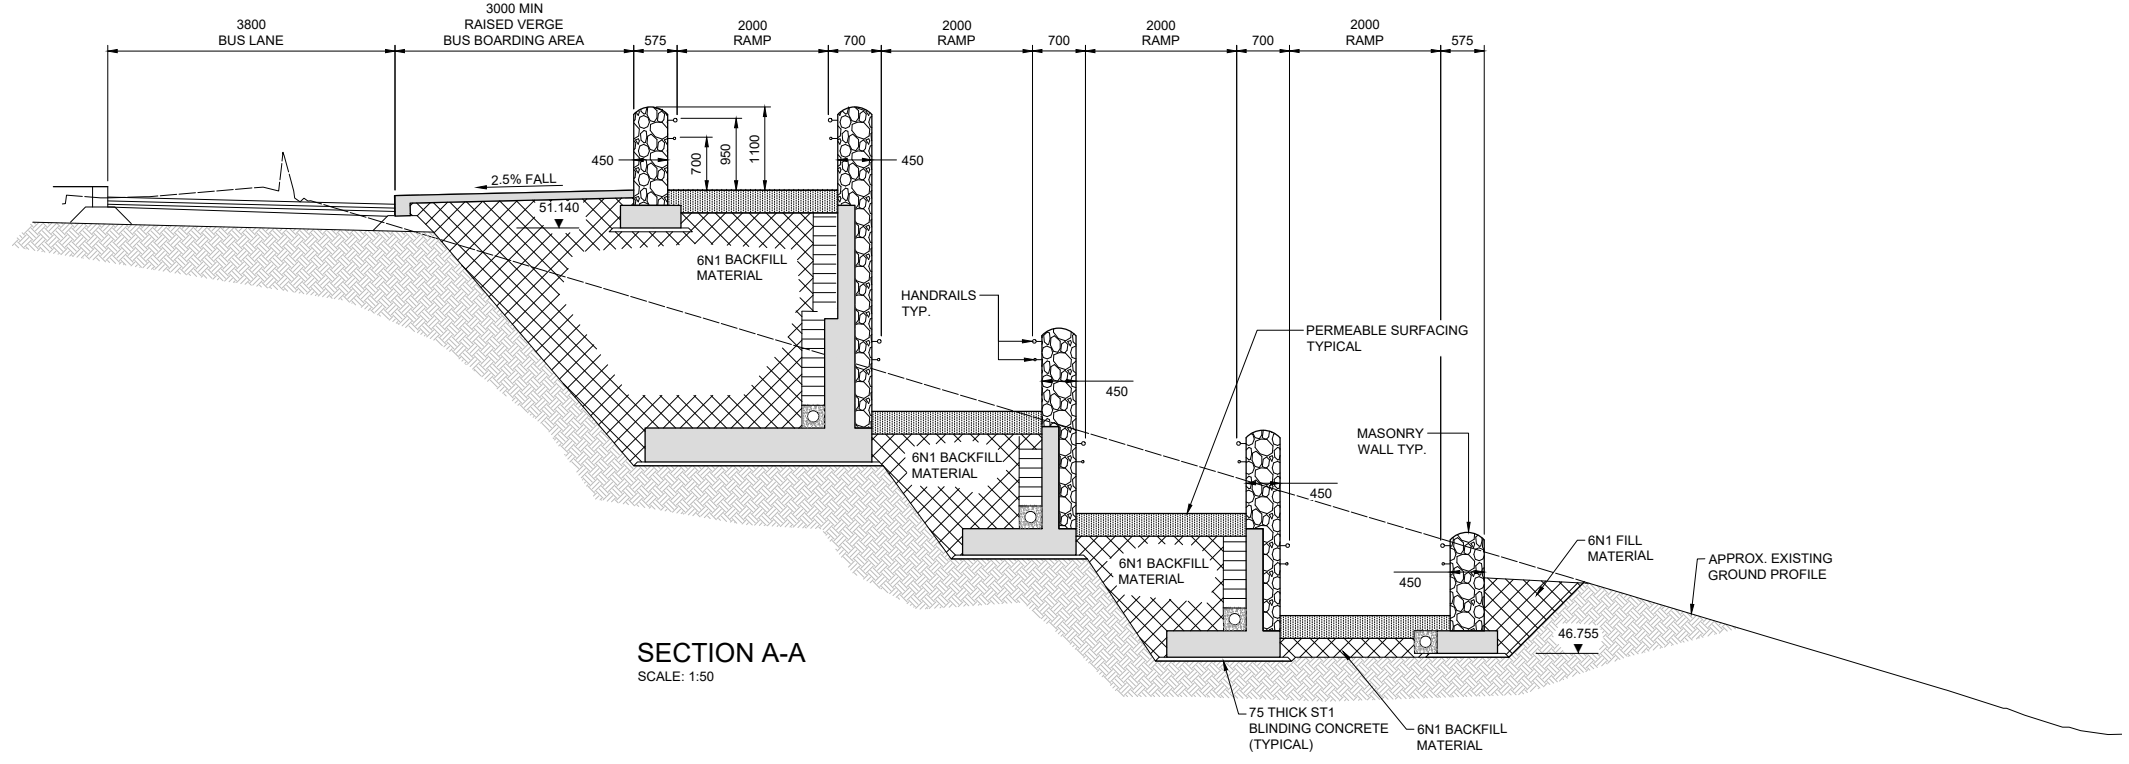 3800
BUS LANE
3000 MIN
RAISED VERGE
BUS BOARDING AREA
575
2000
RAMP
700
2000
RAMP
700
2000
RAMP
700
2000
RAMP
575
450
700
950
1100
450
2.5% FALL
51.140
6N1 BACKFILL
MATERIAL
HANDRAILS
TYP.
PERMEABLE SURFACING
TYPICAL
450
6N1 BACKFILL
MATERIAL
MASONRY
WALL TYP.
450
6N1 BACKFILL
MATERIAL
6N1 FILL
MATERIAL
APPROX. EXISTING
GROUND PROFILE
450
46.755
SECTION A-A
SCALE: 1:50
75 THICK ST1
BLINDING CONCRETE
(TYPICAL)
6N1 BACKFILL
MATERIAL